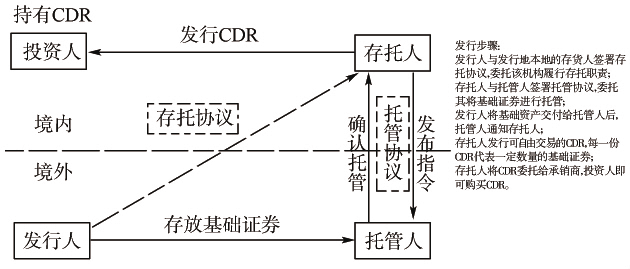 持有CDR
投资人
发行CDR
存托人
存托协议
境内
境外
确认托管
托管协议
发布指令
发行人
存放基础证券
托管人
发行步骤:
发行人与发行地本地的存货人签署存
托协议,委托该机构履行存托职责;
存托人与托管人签署托管协议,委托
其将基础证券进行托管;
发行人将基础资产交付给托管人后,
托管人通知存托人;
存托人发行可自由交易的CDR,每一份
CDR代表一定数量的基础证券;
存托人将CDR委托给承销商,投资人即
可购买CDR。